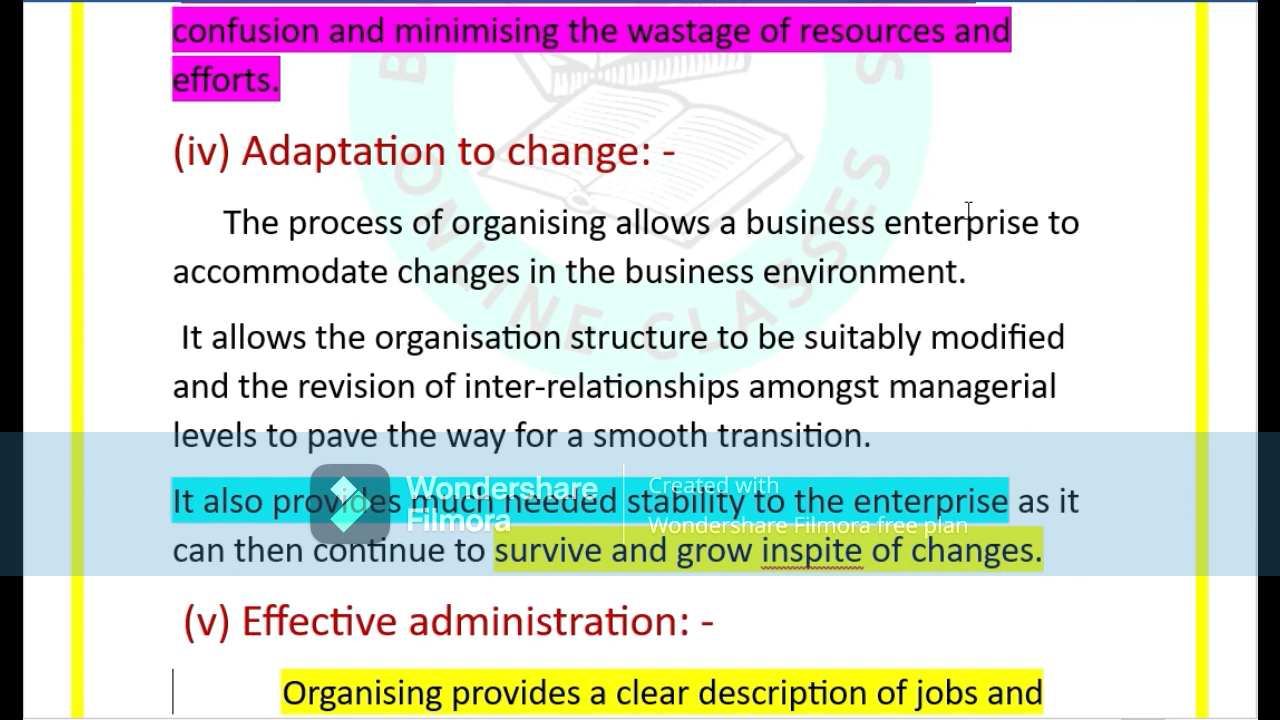 confusion and minimising the wastage of resources and
efforts.
(iv) Adaptation to change: -
The process of organising allows a business enterprise to
accommodate changes in the business environment.
It allows the organisation structure to be suitably modified
and the revision of inter-relationships amongst managerial
levels to pave the way for a smooth transition.
It also provides much needed stability to the enterprise as it
can then continue to survive and grow inspite of changes.
Wondershare
Filmora
Created with
Wondershare Filmora free plan
(v) Effective administration: -
Organising provides a clear description of jobs and
ONLINE CLASSES